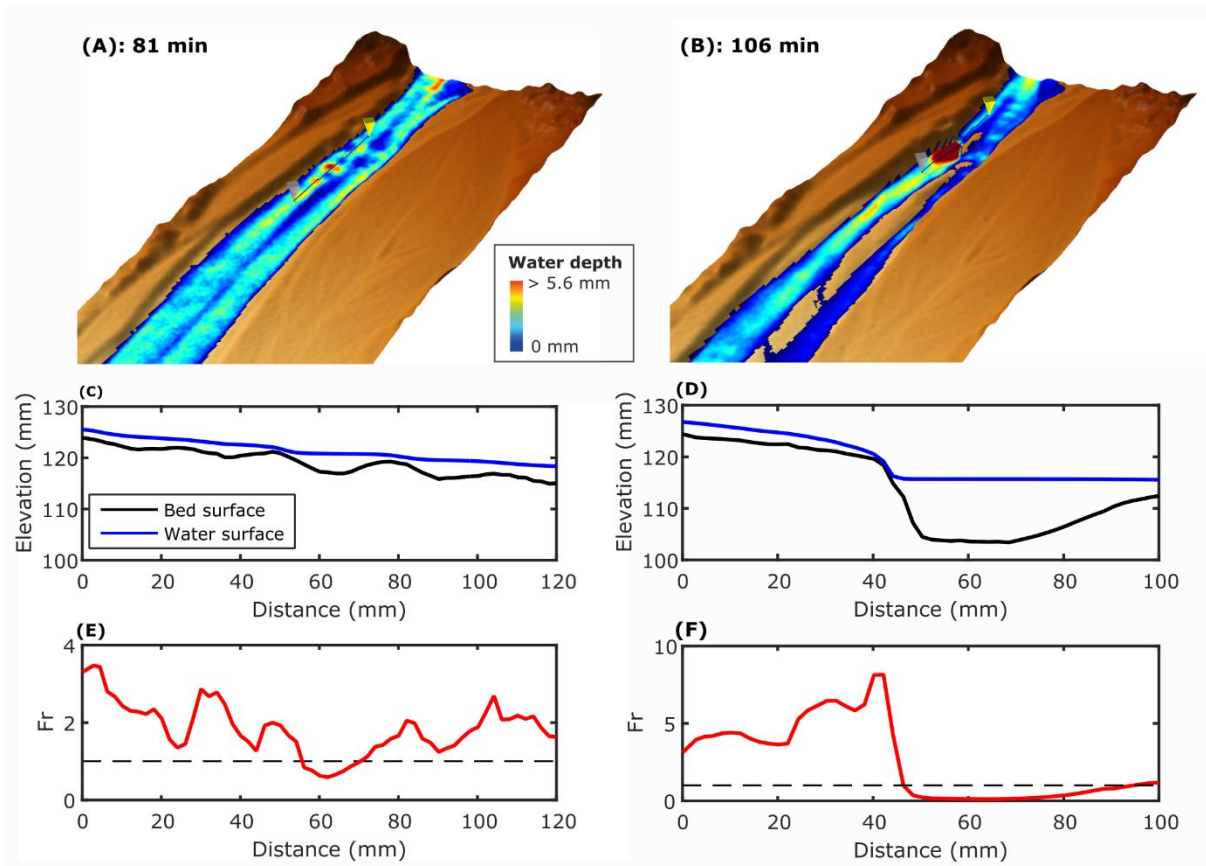 (A): 81 min
(B): 106 min
Water depth
> 5.6 mm
0 mm
(C)
130
120
110
100
Elevation (mm)
Bed surface
Water surface
0 20 40 60 80 100 120
Distance (mm)
(D)
130
120
110
100
Elevation (mm)
0 20 40 60 80 100
Distance (mm)
(E)
4
2
0
Fr
0 20 40 60 80 100 120
Distance (mm)
(F)
10
5
0
Fr
0 20 40 60 80 100
Distance (mm)